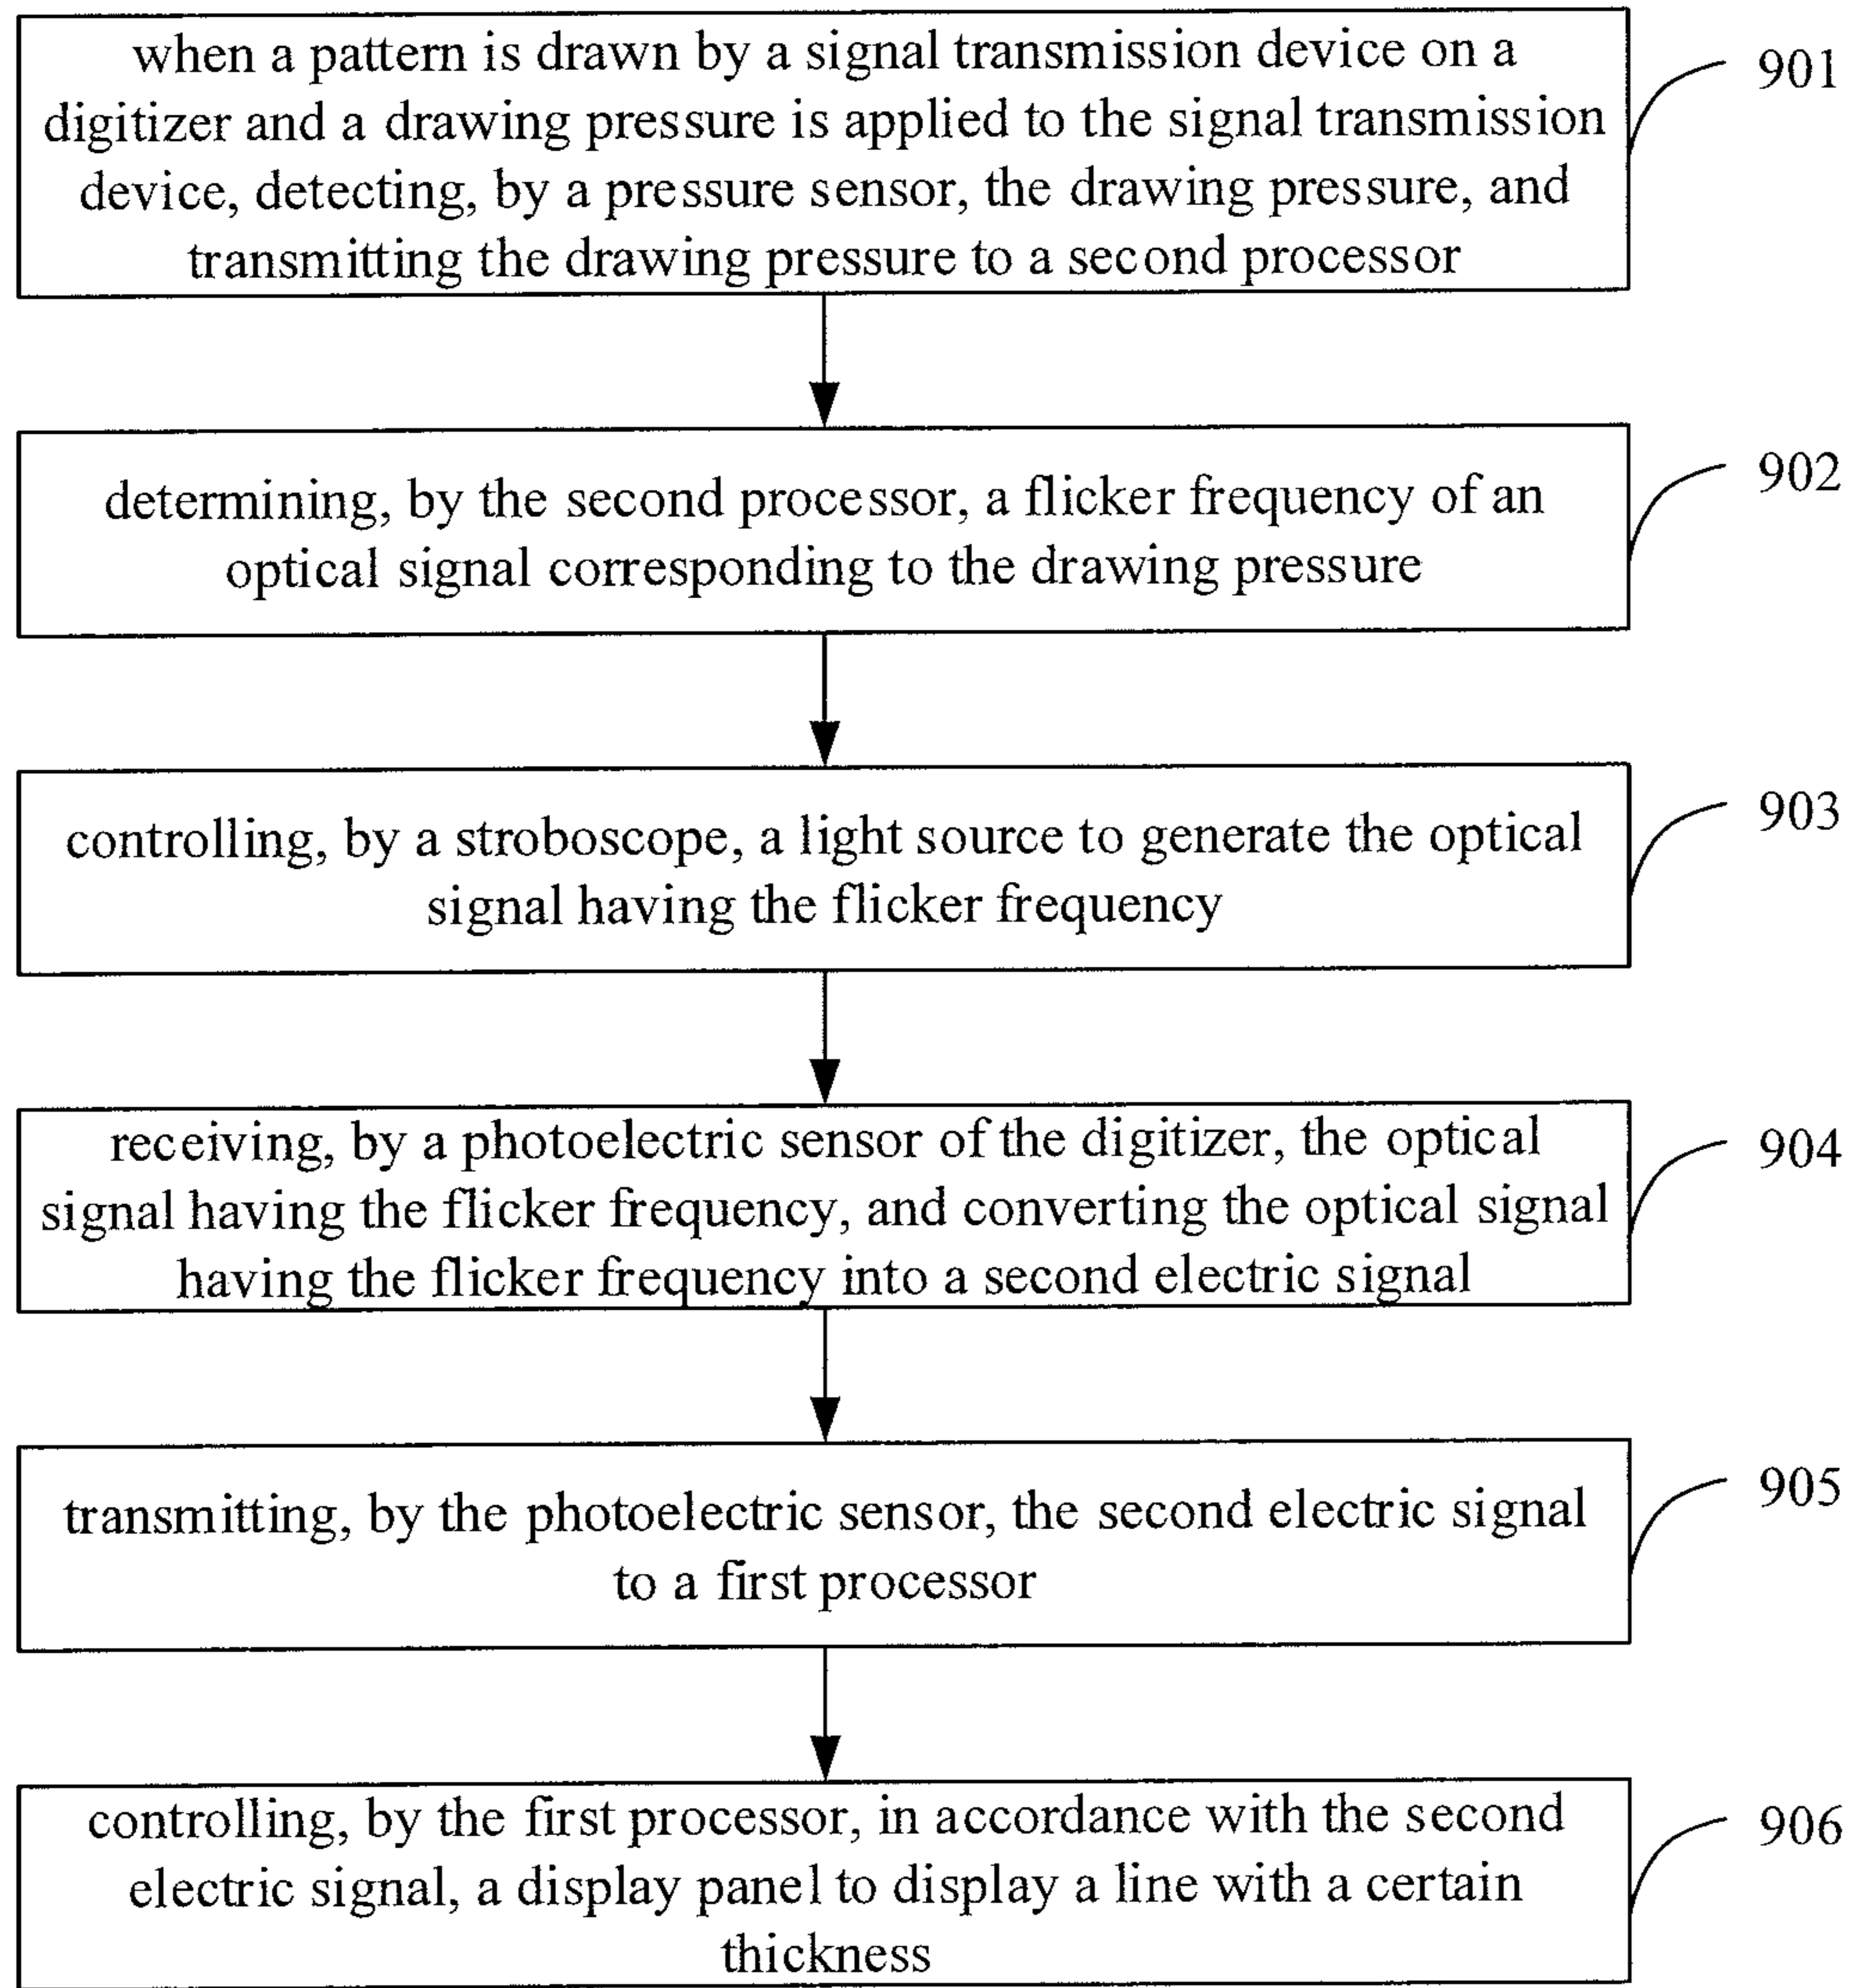 when a pattern is drawn by a signal transmission device on a
digitizer and a drawing pressure is applied to the signal transmission
device, detecting, by a pressure sensor, the drawing pressure, and
transmitting the drawing pressure to a second processor
901
determining, by the second processor, a flicker frequency of an
optical signal corresponding to the drawing pressure
902
controlling, by a stroboscope, a light source to generate the optical
signal having the flicker frequency
903
receiving, by a photoelectric sensor of the digitizer, the optical
signal having the flicker frequency, and converting the optical signal
having the flicker frequency into a second electric signal
904
transmitting, by the photoelectric sensor, the second electric signal
to a first processor
905
controlling, by the first processor, in accordance with the second
electric signal, a display panel to display a line with a certain
thickness
906